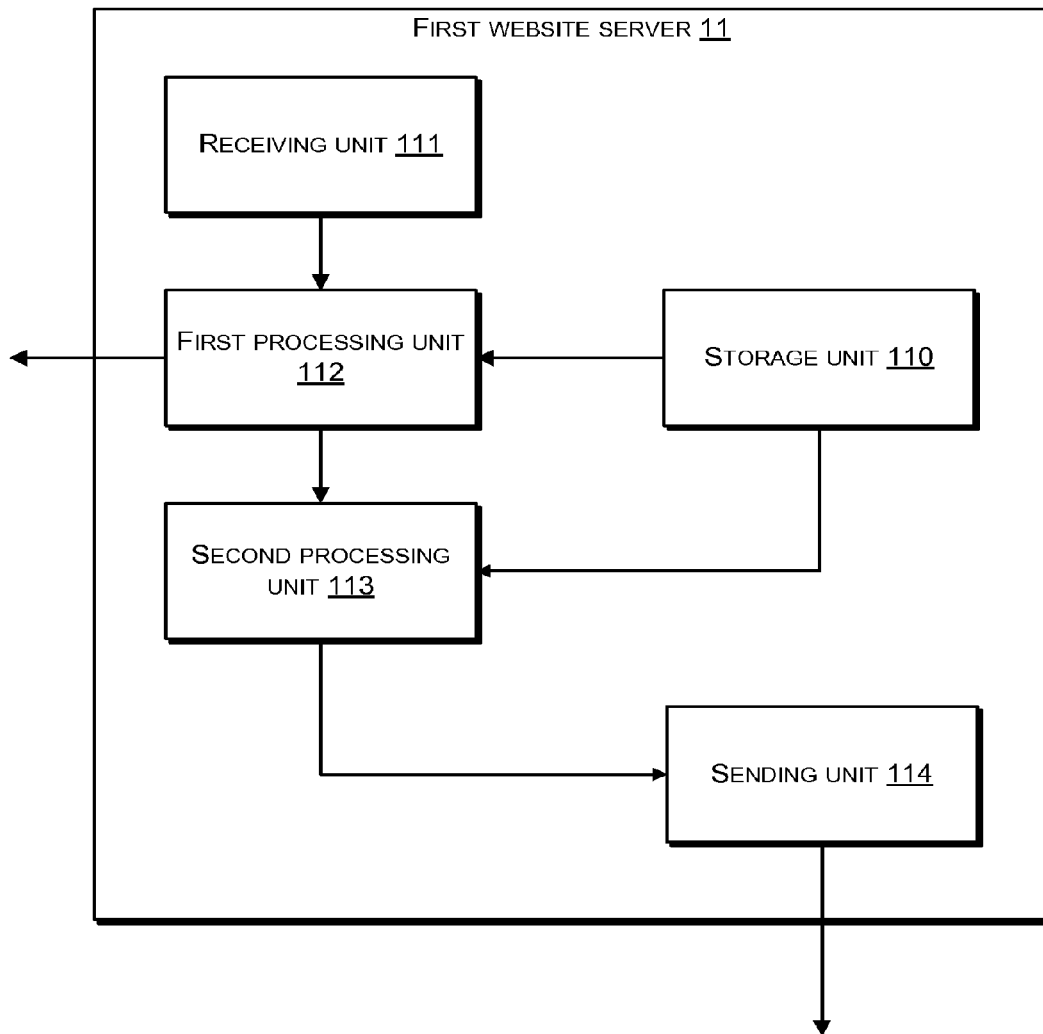 FIRST WEBSITE SERVER 11
RECEIVING UNIT 111
FIRST PROCESSING UNIT
112
STORAGE UNIT 110
SECOND PROCESSING
UNIT 113
SENDING UNIT 114